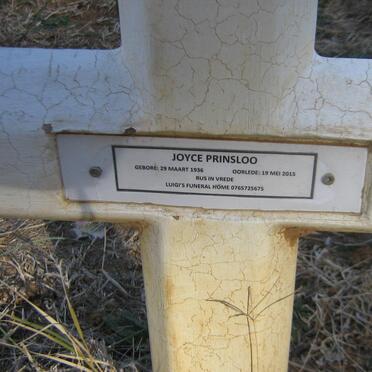 JOYCE PRINSLOO
GEBORE: 29 MAART 1936 OORLEDE: 19 MEI 2015
RUS IN VREDE
LUIGI'S FUNERAL HOME 0765725675